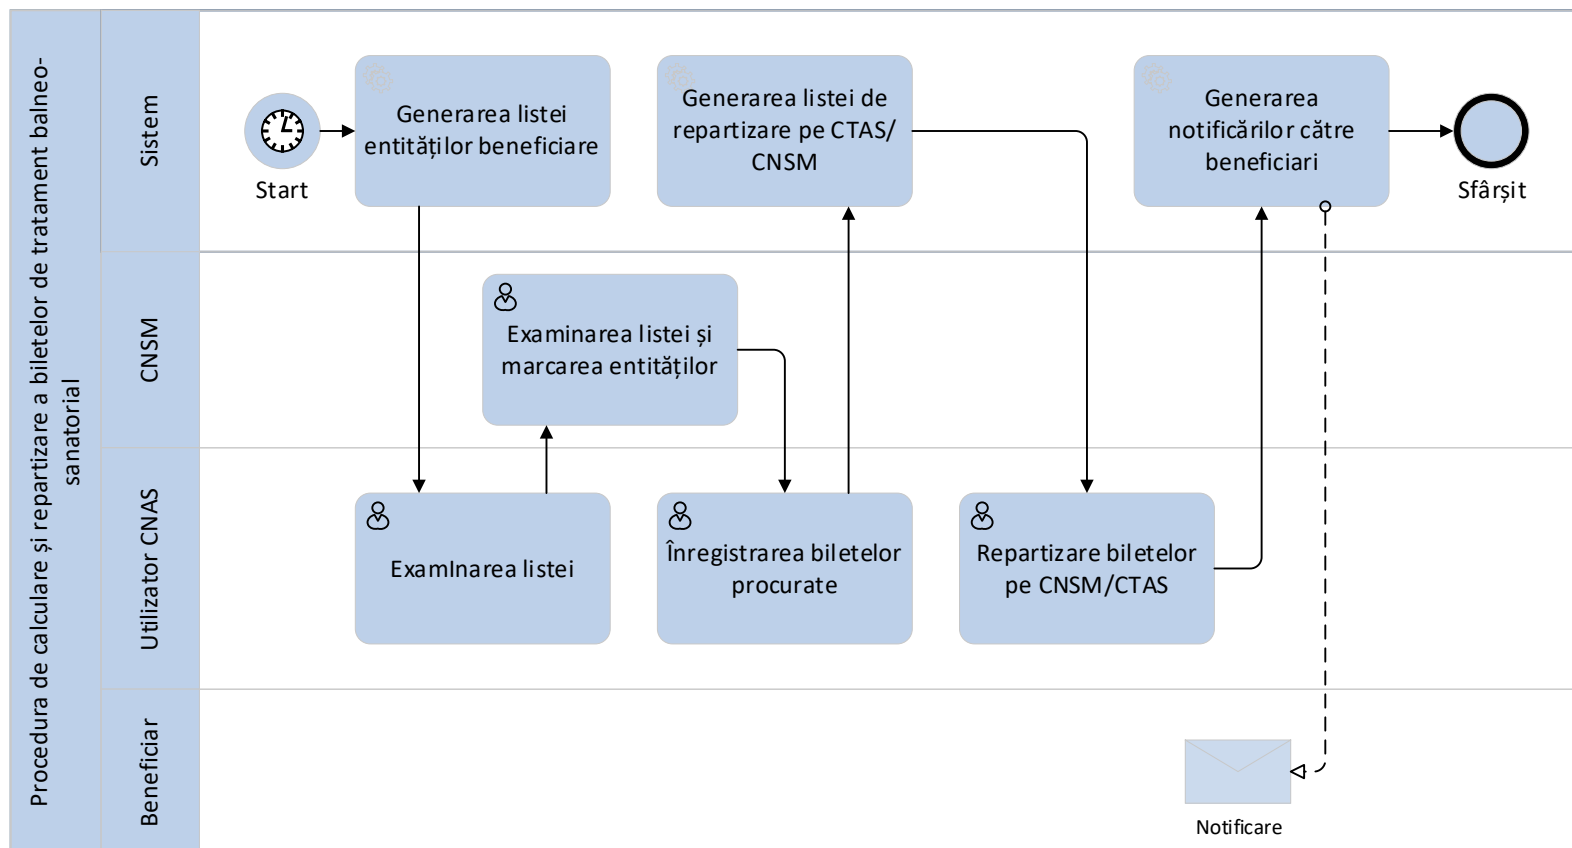 Procedura de calculare și repartizare a biletelor de tratament balneo-
sanatorial
Sistem
Start
Generarea listei
entităților beneficiare
Generarea listei de
repartizare pe CTAS/
CNSM
Generarea
notificărilor către
beneficiari
Sfârșit
CNSM
Examinarea listei și
marcarea entităților
Utilizator CNAS
ExamInarea listei
Înregistrarea biletelor
procurate
Repartizare biletelor
pe CNSM/CTAS
Beneficiar
Notificare